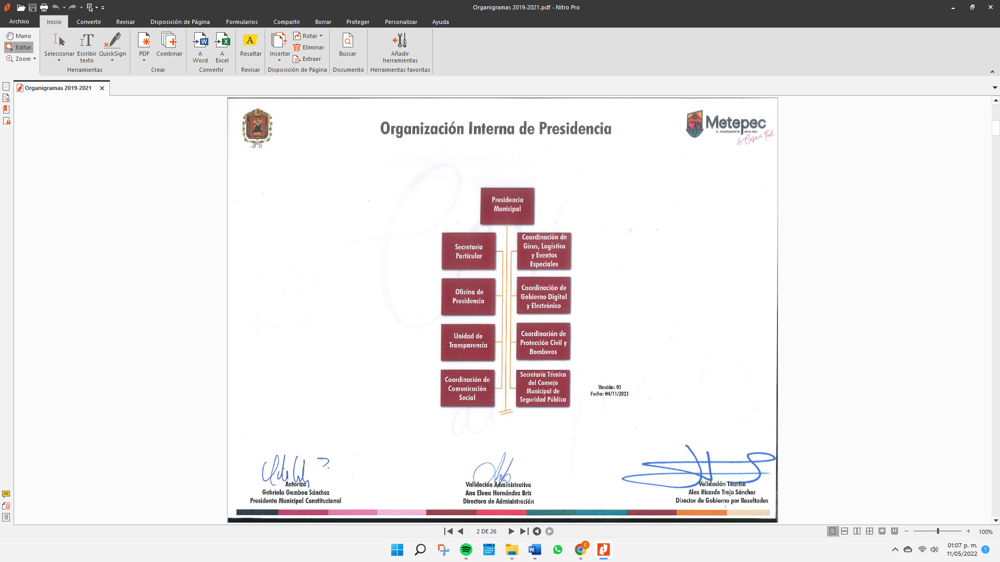 Organigramas 2019-2021.pdf - Nitro Pro
Archivo
Inicio
Convertir
Revisar
Disposición de Página
Formularios
Compartir
Borrar
Proteger
Personalizar
Ayuda
Mano
Editar
Zoom
Seleccionar
Escribir texto
QuickSign
Herramientas
PDF
Combinar
Crear
A Word
A Excel
Convertir
Resaltar
Revisar
Insertar
Rotar
Eliminar
Extraer
Disposición de Página
Buscar
Documento
Añadir herramientas
Herramientas favoritas
Organigramas 2019-2021
Organización Interna de Presidencia
Metepec
H. AYUNTAMIENTO 2019-2021
La Casa de Tod
Presidencia
Municipal
Secretaría
Particular
Coordinación de
Giras, Logística
y Eventos
Especiales
Oficina de
Presidencia
Coordinación de
Gobierno Digital
y Electrónico
Unidad de
Transparencia
Coordinación de
Protección Civil y
Bomberos
Coordinación de
Comunicación
Social
Secretaría Técnica
del Consejo
Municipal de
Seguridad Pública
Versión: 01
Fecha: 04/11/2021
Autoriza
Gabriela Gamboa Sánchez
Presidenta Municipal Constitucional
Validación Administrativa
Ana Elena Hernández Briz
Directora de Administración
Validación Técnica
Alex Ricardo Trejo Sánchez
Director de Gobierno por Resultados
2 DE 26
100%
01:07 p. m.
11/05/2022
1